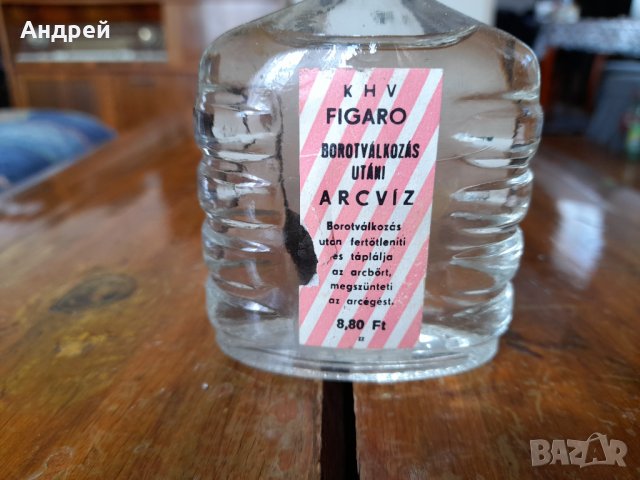 Андрей
KHV
FIGARO
BOROTVÁLKOZÁS
UTÁNI
ARCVÍZ
Borotválkozás
után fertőtleníti
és táplálja
az arcbőrt,
megszünteti
az arcégést.
8,80 Ft
BAZAR